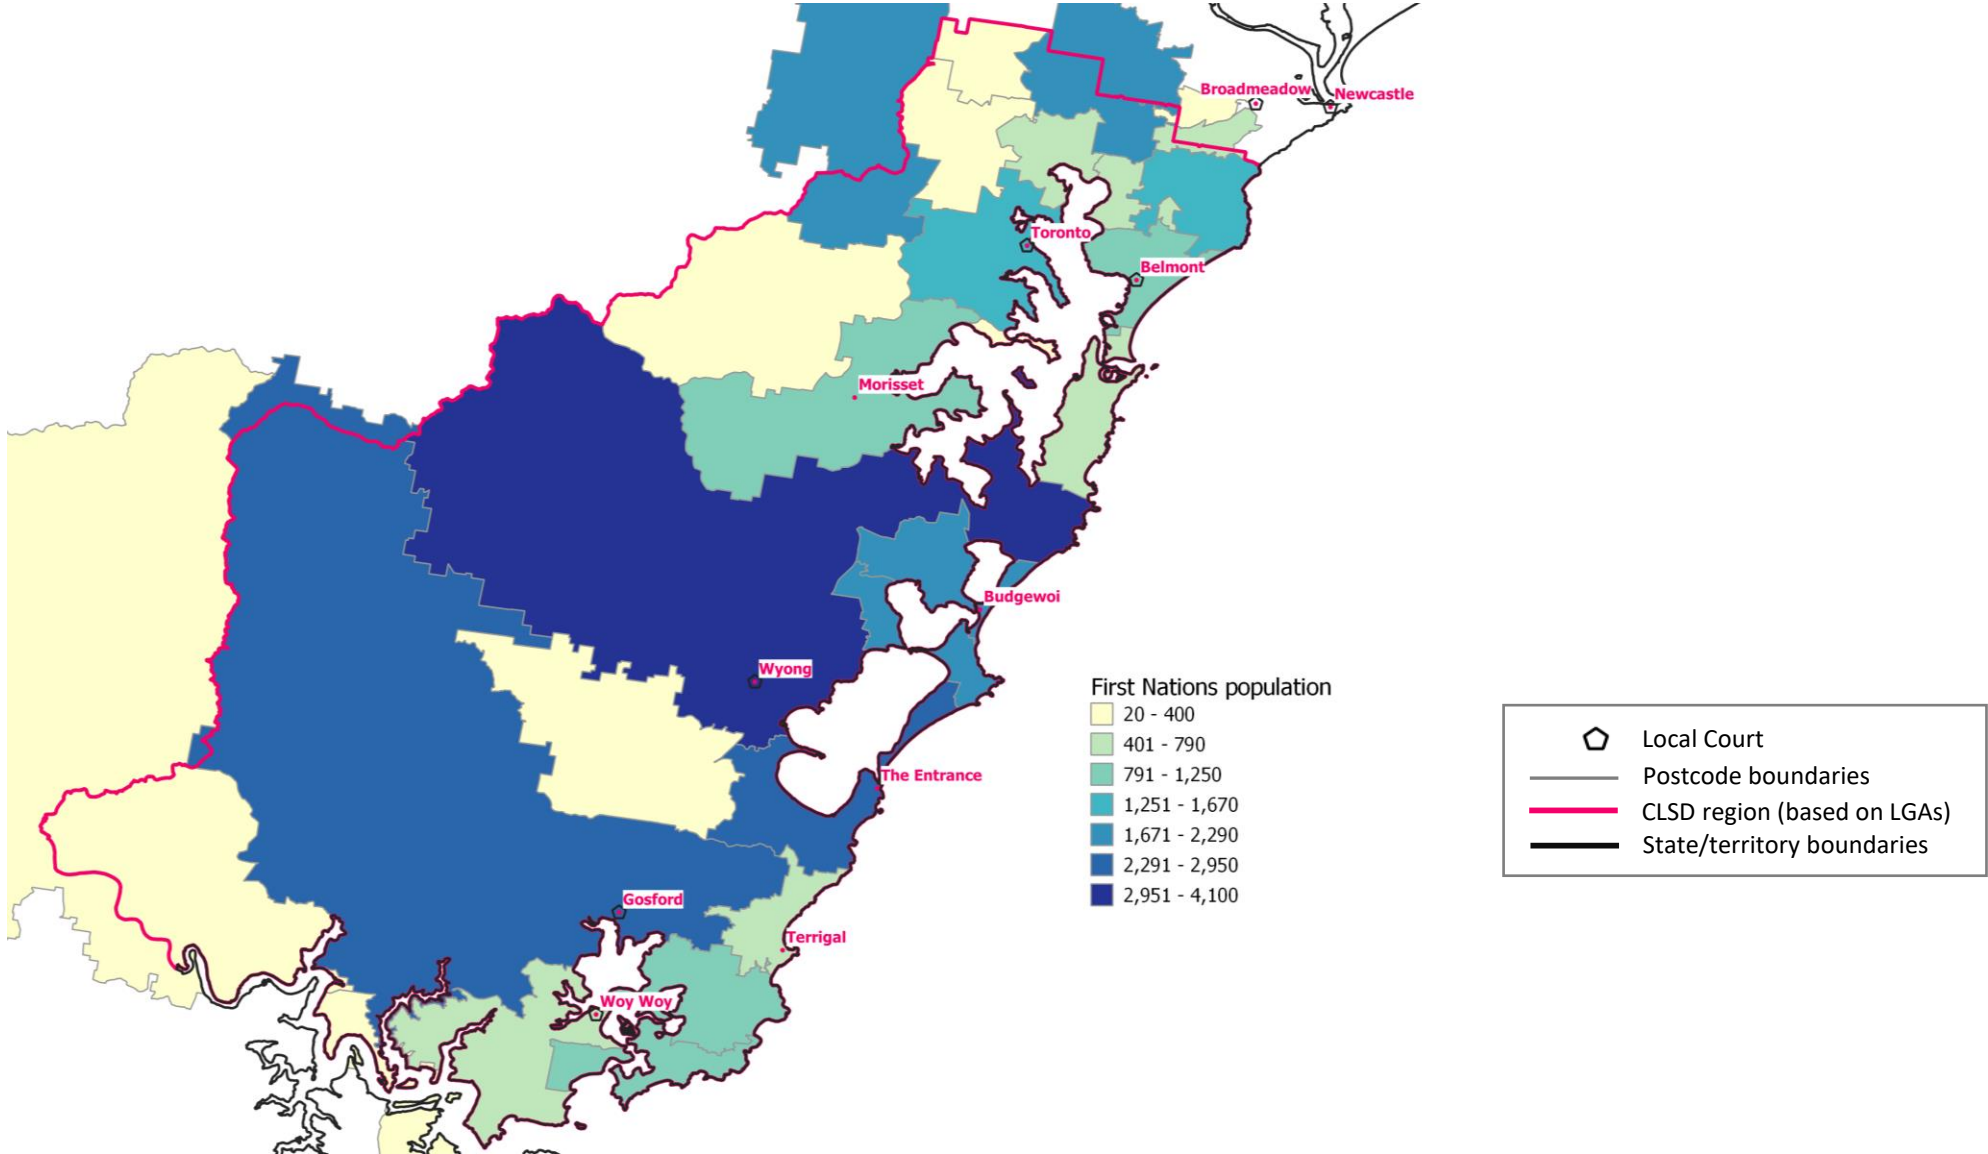 Broadmeadow
Newcastle
Toronto
Belmont
Morisset
Budgewoi
Wyong
The Entrance
Gosford
Terrigal
Woy Woy
First Nations population
20 - 400
401 - 790
791 - 1,250
1,251 - 1,670
1,671 - 2,290
2,291 - 2,950
2,951 - 4,100
Local Court
Postcode boundaries
CLSD region (based on LGAs)
State/territory boundaries